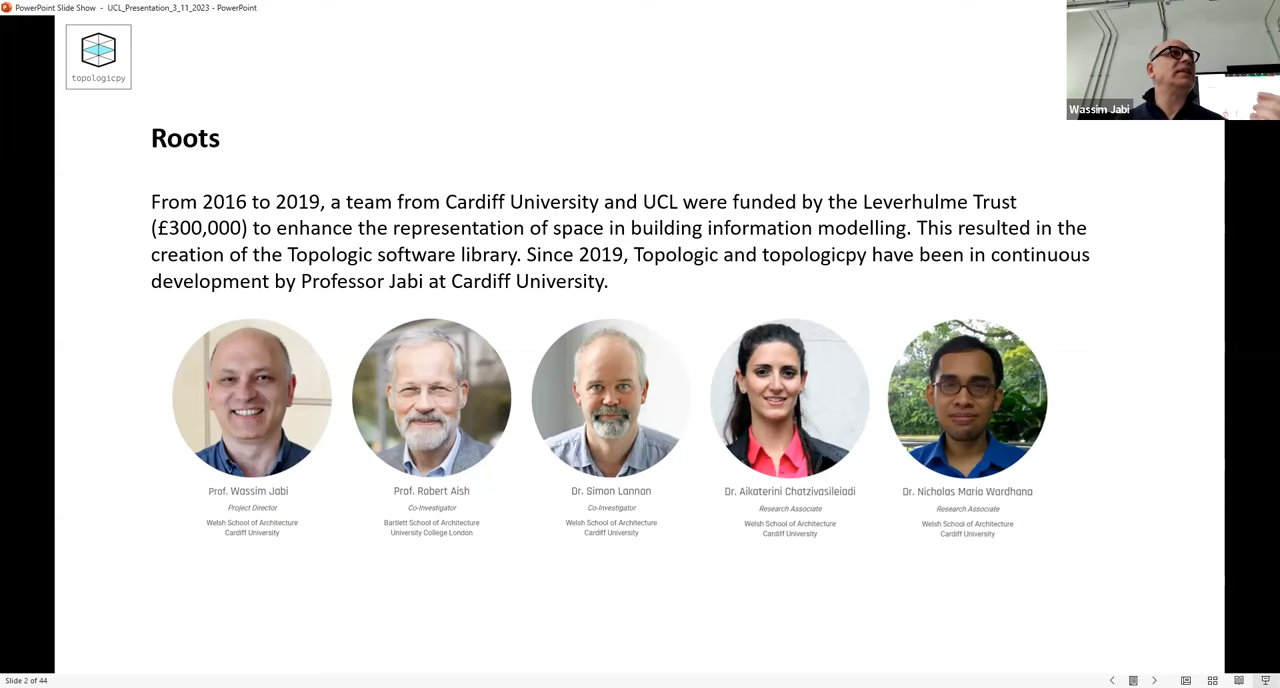 PowerPoint Slide Show - UCL_Presentation_3_11_2023 - PowerPoint
topologicpy
Wassim Jabi
Roots
From 2016 to 2019, a team from Cardiff University and UCL were funded by the Leverhulme Trust
(£300,000) to enhance the representation of space in building information modelling. This resulted in the
creation of the Topologic software library. Since 2019, Topologic and topologicpy have been in continuous
development by Professor Jabi at Cardiff University.
Prof. Wassim Jabi
Project Director
Welsh School of Architecture
Cardiff University
Prof. Robert Aish
Co-Investigator
Bartlett School of Architecture
University College London
Dr. Simon Lannon
Co-Investigator
Welsh School of Architecture
Cardiff University
Dr. Aikaterini Chatzivasileiadi
Research Associate
Welsh School of Architecture
Cardiff University
Dr. Nicholas Mario Wardhana
Research Associate
Welsh School of Architecture
Cardiff University
Slide 2 of 44